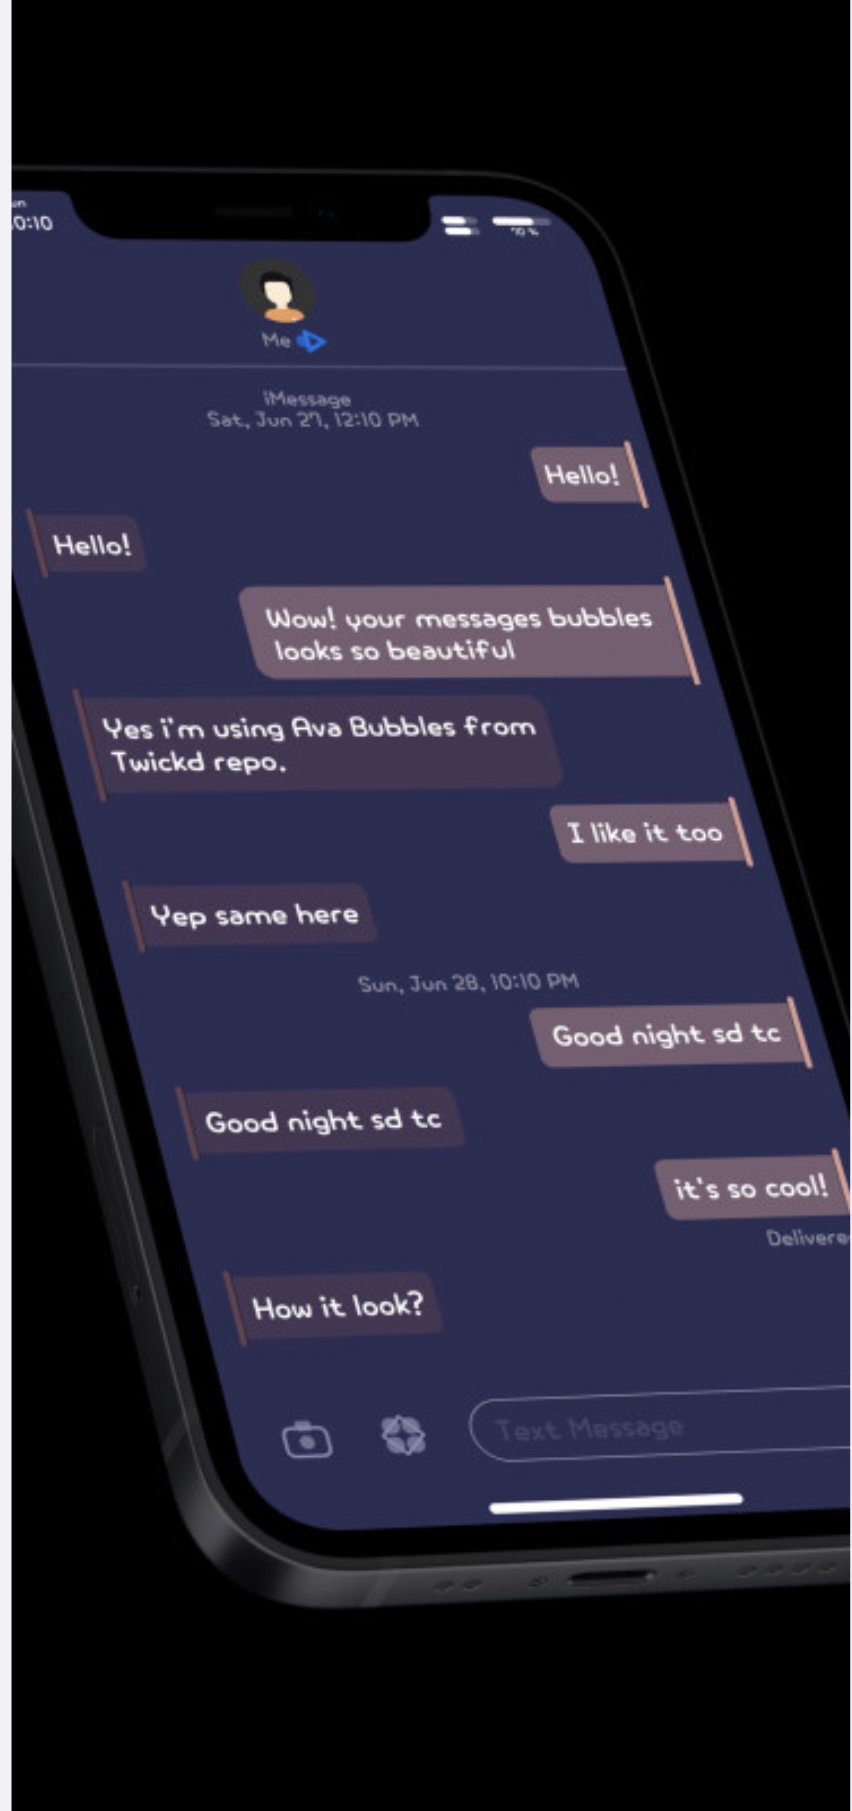 0:10
70 %
Me
iMessage
Sat, Jun 27, 12:10 PM
Hello!
Hello!
Wow! your messages bubbles
looks so beautiful
Yes i'm using Ava Bubbles from
Twickd repo.
I like it too
Yep same here
Sun, Jun 28, 10:10 PM
Good night sd tc
Good night sd tc
it's so cool!
Delivere
How it look?
Text Message